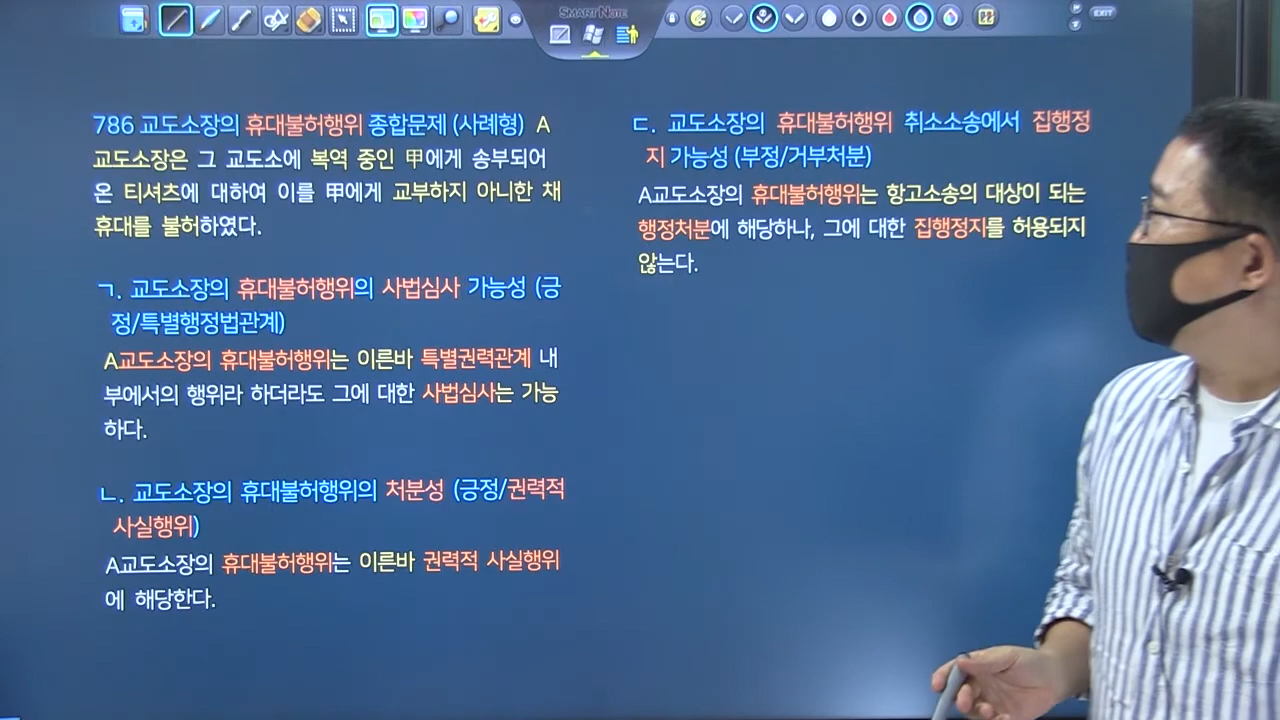 SMART NOTE
EXIT
786 교도소장의 휴대불허행위 종합문제 (사례형) A
교도소장은 그 교도소에 복역 중인 甲에게 송부되어
온 티셔츠에 대하여 이를 甲에게 교부하지 아니한 채
휴대를 불허하였다.
ㄱ. 교도소장의 휴대불허행위의 사법심사 가능성 (긍
정/특별행정법관계)
A교도소장의 휴대불허행위는 이른바 특별권력관계 내
부에서의 행위라 하더라도 그에 대한 사법심사는 가능
하다.
ㄴ. 교도소장의 휴대불허행위의 처분성 (긍정/권력적
사실행위)
A교도소장의 휴대불허행위는 이른바 권력적 사실행위
에 해당한다.
ㄷ. 교도소장의 휴대불허행위 취소소송에서 집행정
지 가능성 (부정/거부처분)
A교도소장의 휴대불허행위는 항고소송의 대상이 되는
행정처분에 해당하나, 그에 대한 집행정지를 허용되지
않는다.